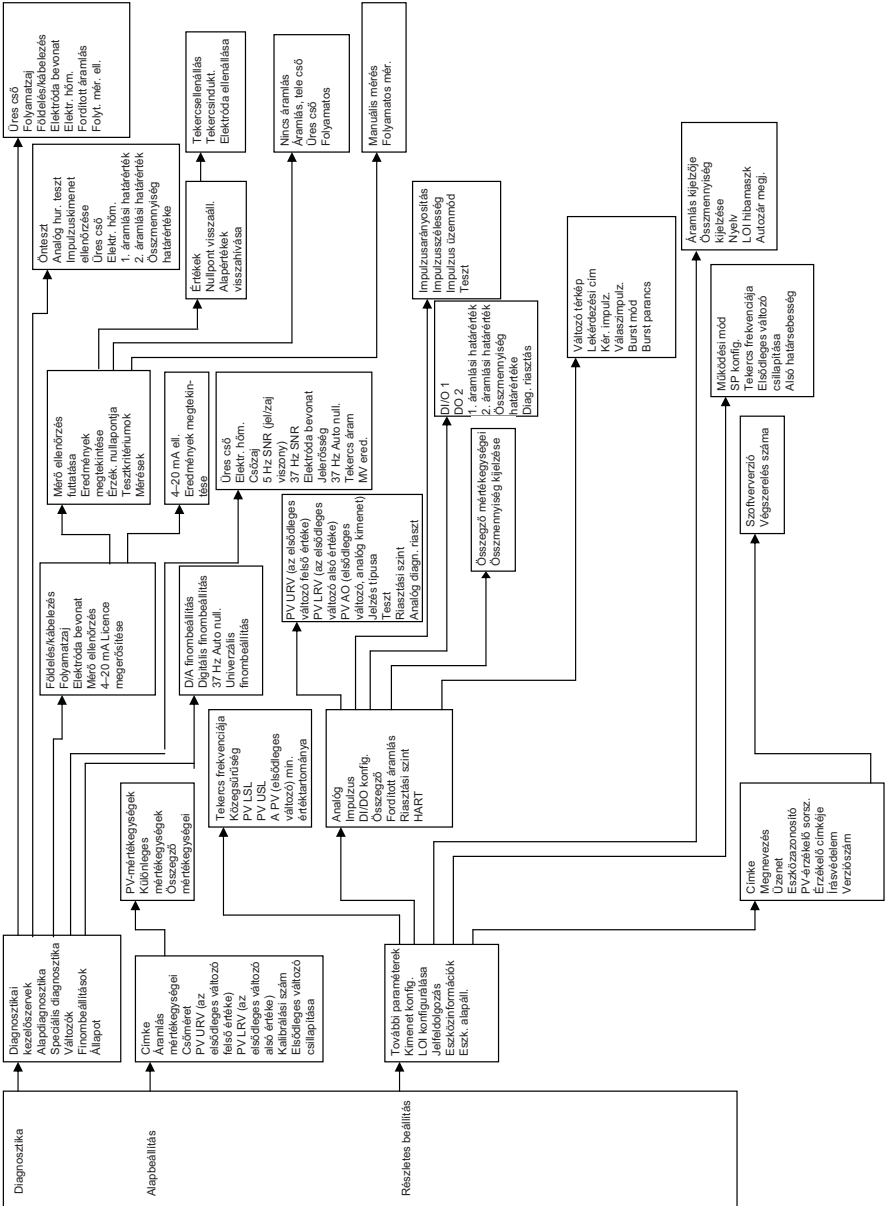 Diagnosztika
Alapbeállítás
Részletes beállítás
Diagnosztikai
kezelőszervek
Alapdiagnosztika
Speciális diagnosztika
Változók
Finombeállítások
Állapot
Címke
Áramlás
mértékegységei
Csőméret
PV URV (az
elsődleges változó
felső értéke)
PV LRV (az
elsődleges változó
alsó értéke)
Kalibrálási szám
Elsődleges változó
csillapítása
További paraméterek
Kimenet konfig.
LOI konfigurálása
Jelfeldolgozás
Eszközinformációk
Eszk. alapáll.
PV-mértékegységek
Különleges
mértékegységek
Összegző
mértékegységei
Földelés/kábelezés
Folyamatzaj
Elektróda bevonat
Mérő ellenőrzés
4–20 mA Licence
megerősítése
D/A finombeállítás
Digitális finombeállítás
37 Hz Auto null.
Univerzális
finombeállítás
Tekercs frekvenciája
Közegsűrűség
PV LSL
PV USL
A PV (elsődleges
változó) min.
értéktartománya
Analóg
Impulzus
DI/DO konfig.
Összegző
Fordított áramlás
Riasztási szint
HART
Címke
Megnevezés
Üzenet
Eszközazonosító
PV-érzékelő sorsz.
Érzékelő címkéje
Írásvédelem
Verziószám
Mérő ellenőrzés
futtatása
Eredmények
megtekintése
Érzék. nullapontja
Tesztkritériumok
Mérések
4–20 mA ell.
Eredmények megtekin-
tése
Üres cső
Elektr. hőm.
Csőzaj
5 Hz SNR (jel/zaj
viszony)
37 Hz SNR
Elektróda bevonat
Jelerősség
37 Hz Auto null.
Tekercs áram
MV ered.
PV URV (az elsődleges
változó felső értéke)
PV LRV (az elsődleges
változó alsó értéke)
PV AO (elsődleges
változó, analóg kimenet)
Jelzés típusa
Teszt
Riasztási szint
Analóg diagn. riaszt
Összegző mértékegységei
Összmennyiség kijelzése
Szoftververzió
Végszerelés száma
Önteszt
Analóg hur. teszt
Impulzuskimenet
ellenőrzése
Üres cső
Elektr. hőm.
1. áramlási határérték
2. áramlási határérték
Összmennyiség
határértéke
Értékek
Nullpont visszaáll.
Alapértékek
visszahívása
Impulzusarányosítás
Impulzusszélesség
Impulzus üzemmód
Teszt
DI/O 1
DO 2
1. áramlási határérték
2. áramlási határérték
Összmennyiség
határértéke
Diag. riasztás
Változó térkép
Lekérdezési cím
Kér. impulz.
Válaszimpulz.
Burst mód
Burst parancs
Működési mód
SP konfig.
Tekercs frekvenciája
Elsődleges változó
csillapítása
Alsó határsebesség
Üres cső
Folyamatzaj
Földelés/kábelezés
Elektróda bevonat
Elektr. hőm.
Fordított áramlás
Folyt. mér. ell.
Tekercsellenállás
Tekercsindukt.
Elektróda ellenállása
Nincs áramlás
Áramlás, tele cső
Üres cső
Folyamatos
Manuális mérés
Folyamatos mér.
Áramlás kijelzője
Összmennyiség
kijelzése
Nyelv
LOI hibamaszk
Autozár megj.